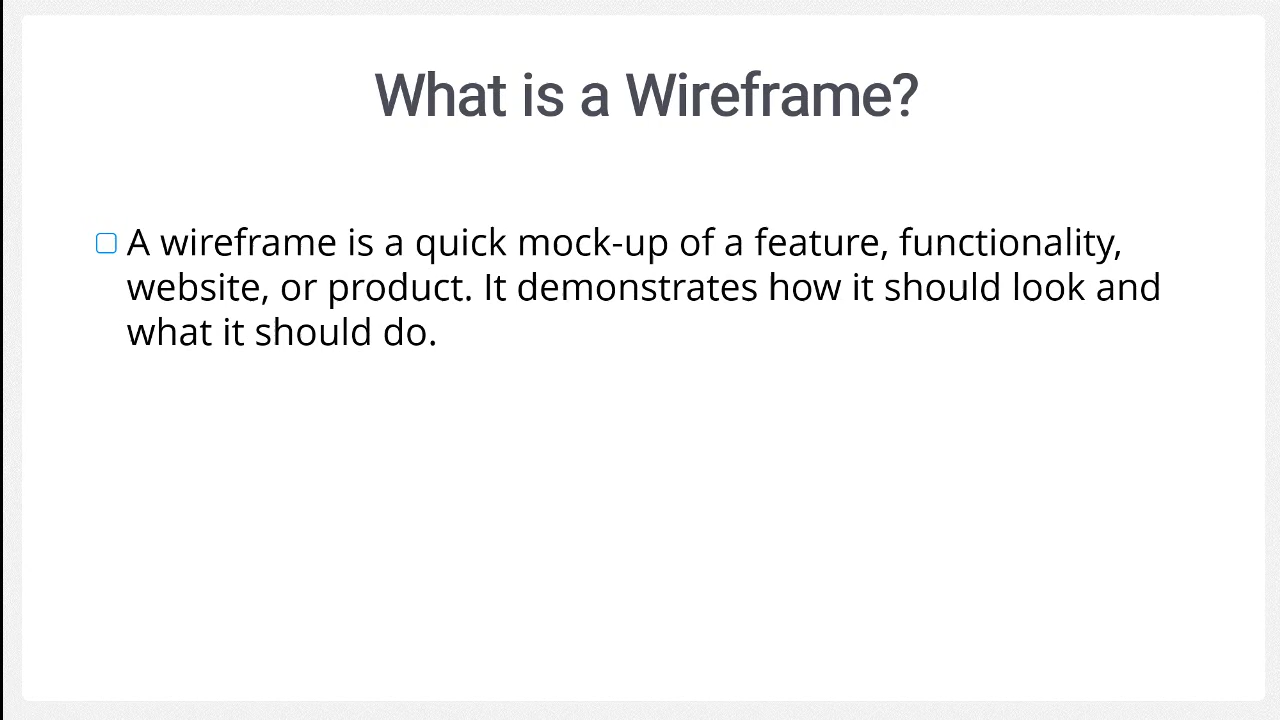 What is a Wireframe?
A wireframe is a quick mock-up of a feature, functionality,
website, or product. It demonstrates how it should look and
what it should do.